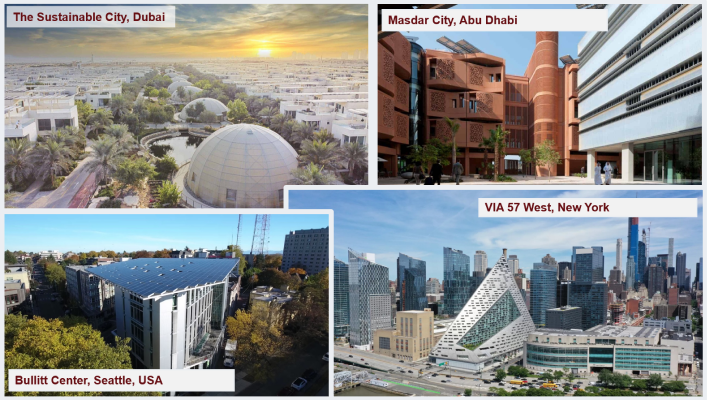 The Sustainable City, Dubai
Masdar City, Abu Dhabi
VIA 57 West, New York
Bullitt Center, Seattle, USA